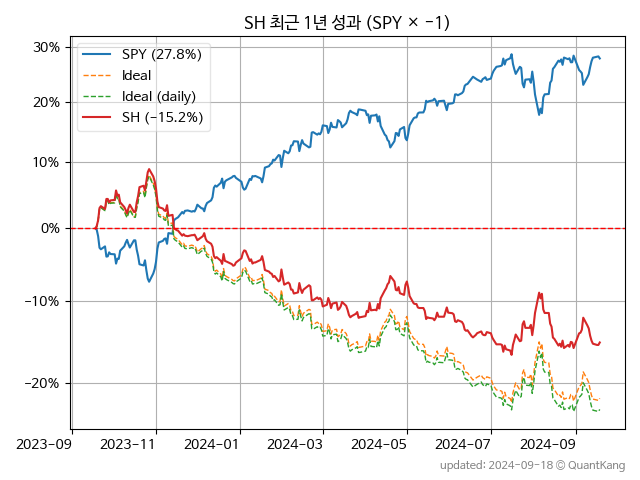 SH 최근 1년 성과 (SPY × −1)
30%
20%
10%
0%
−10%
−20%
SPY (27.8%)
Ideal
Ideal (daily)
SH (−15.2%)
2023−09 2023−11 2024−01 2024−03 2024−05 2024−07 2024−09
updated: 2024-09-18 © QuantKang